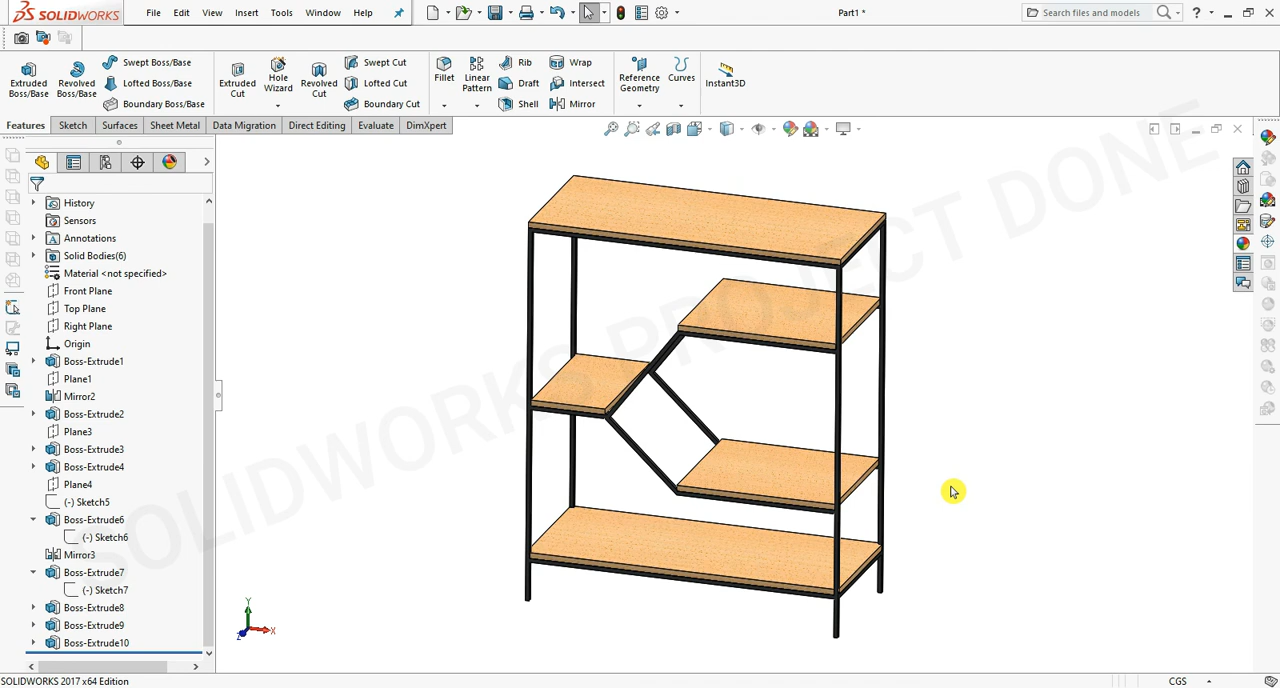 SOLIDWORKS File Edit View Insert Tools Window Help Part1 * Search files and models
Extruded Boss/Base
Revolved Boss/Base
Swept Boss/Base
Lofted Boss/Base
Boundary Boss/Base
Extruded Cut
Hole Wizard
Revolved Cut
Swept Cut
Lofted Cut
Boundary Cut
Fillet
Linear Pattern
Rib
Draft
Shell
Wrap
Intersect
Mirror
Reference Geometry
Curves
Instant3D
Features Sketch Surfaces Sheet Metal Data Migration Direct Editing Evaluate DimXpert
History
Sensors
Annotations
Solid Bodies(6)
Material <not specified>
Front Plane
Top Plane
Right Plane
Origin
Boss-Extrude1
Plane1
Mirror2
Boss-Extrude2
Plane3
Boss-Extrude3
Boss-Extrude4
Plane4
(-) Sketch5
Boss-Extrude6
(-) Sketch6
Mirror3
Boss-Extrude7
(-) Sketch7
Boss-Extrude8
Boss-Extrude9
Boss-Extrude10
SOLIDWORKS PROJECT DONE
Y
Z
X
SOLIDWORKS 2017 x64 Edition CGS